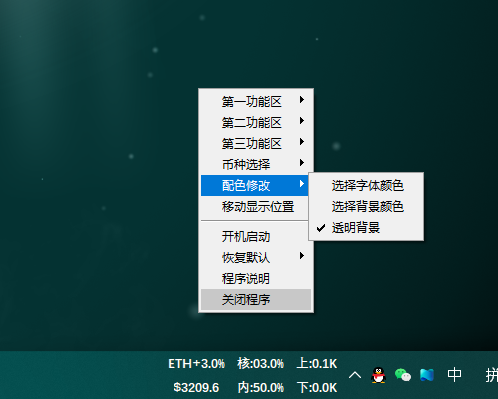 第一功能区
第二功能区
第三功能区
币种选择
配色修改
移动显示位置
开机启动
恢复默认
程序说明
关闭程序
选择字体颜色
选择背景颜色
透明背景
ETH+3.0% 核:03.0% 上:0.1K
$3209.6 内:50.0% 下:0.0K
中 拼